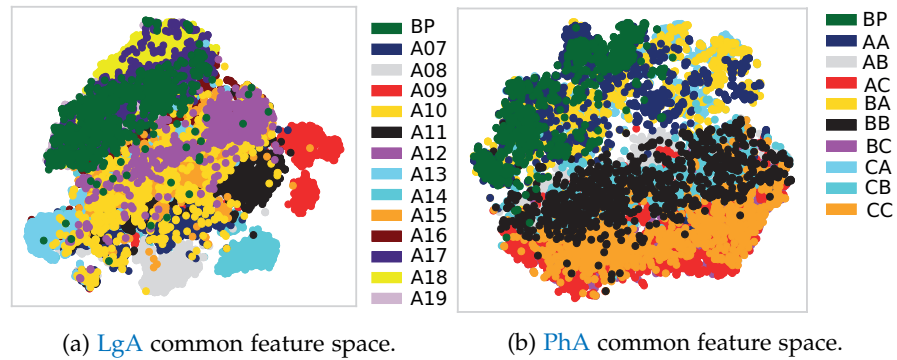 BP
A07
A08
A09
A10
A11
A12
A13
A14
A15
A16
A17
A18
A19
BP
AA
AB
AC
BA
BB
BC
CA
CB
CC
(a) LgA common feature space.
(b) PhA common feature space.